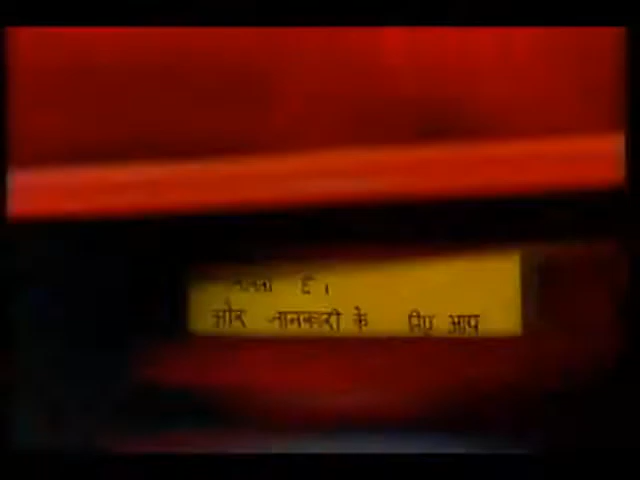 है।
और जानकारी के लिए आप